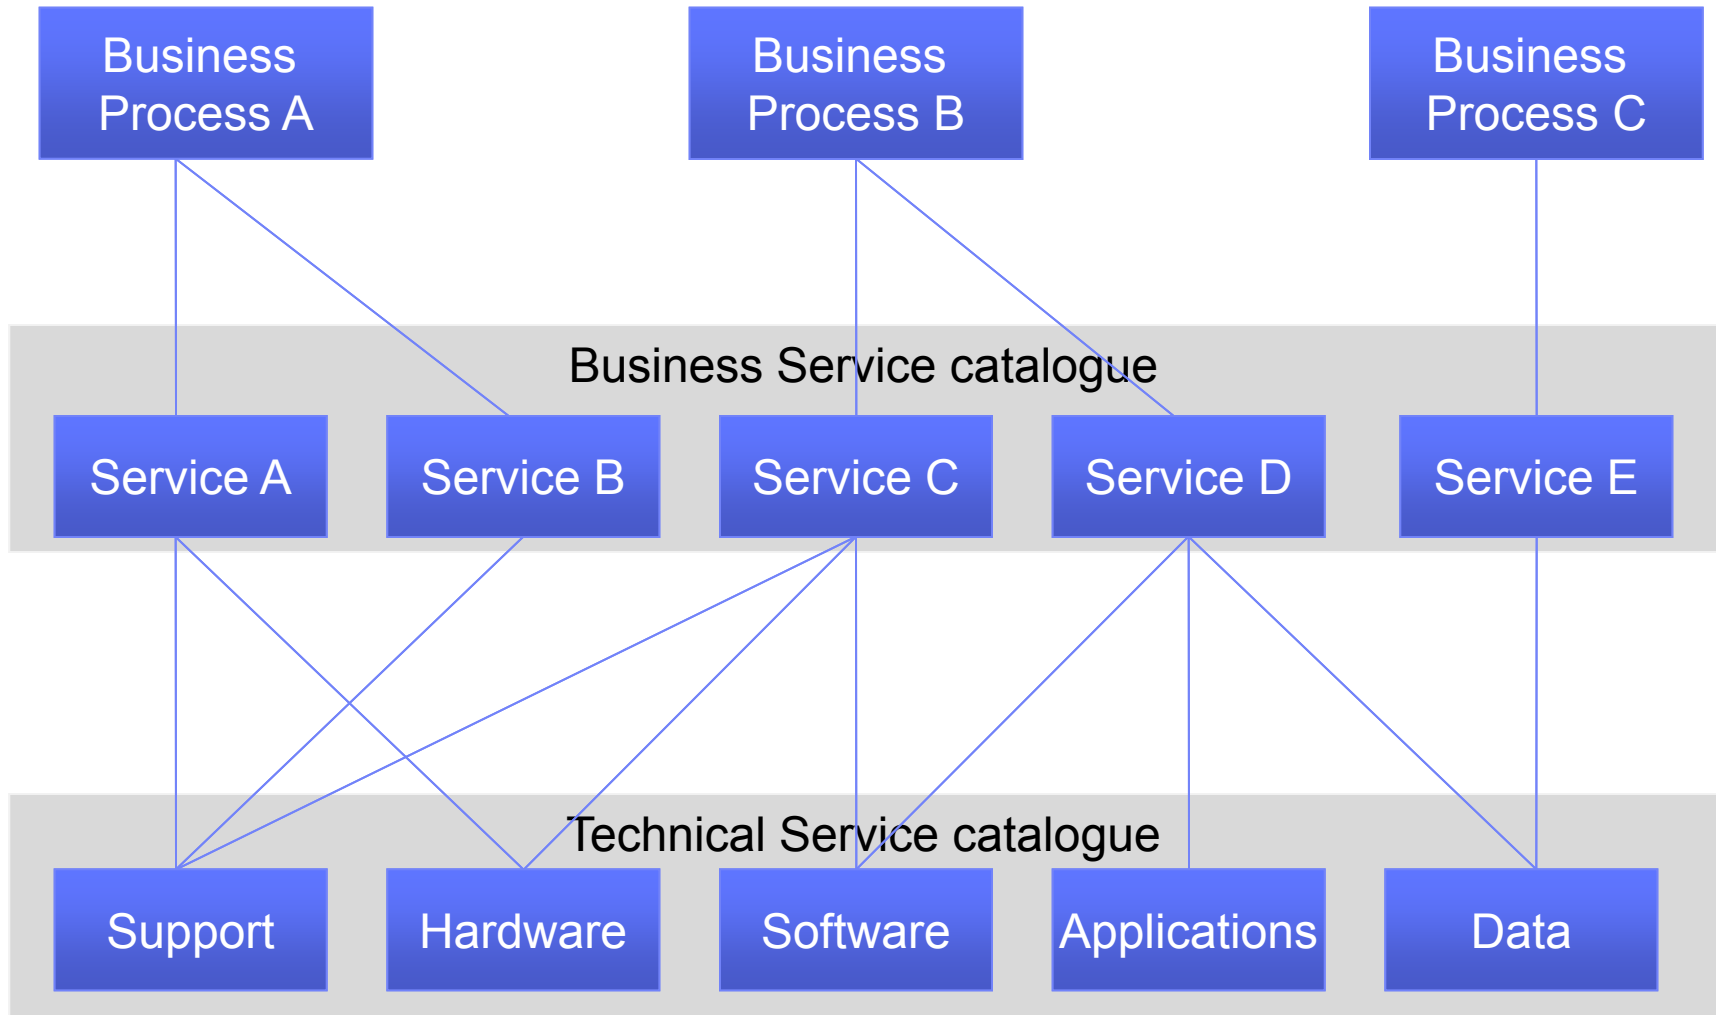 Business
Process A
Business
Process B
Business
Process C
Business Service catalogue
Service A
Service B
Service C
Service D
Service E
Technical Service catalogue
Support
Hardware
Software
Applications
Data